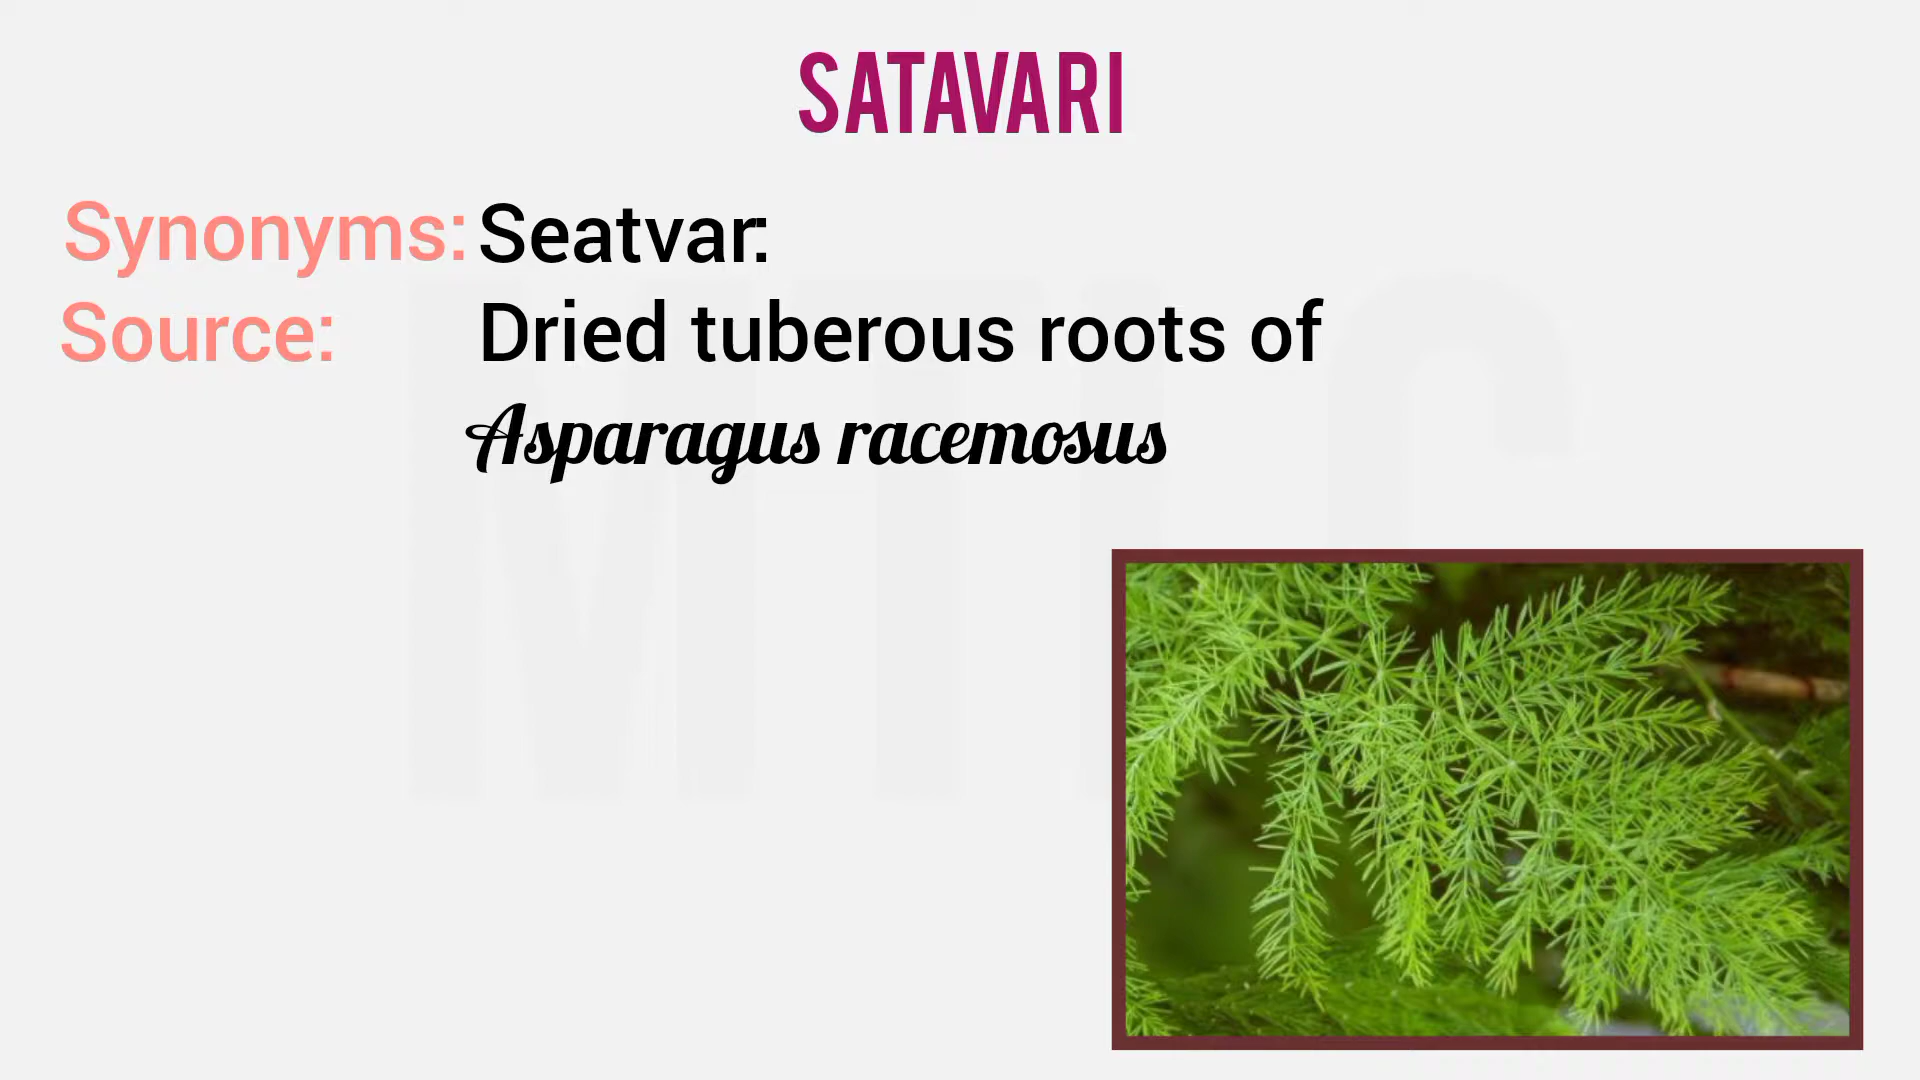 SATAVARI
Synonyms: Seatvar:
Source: Dried tuberous roots of
Asparagus racemosus